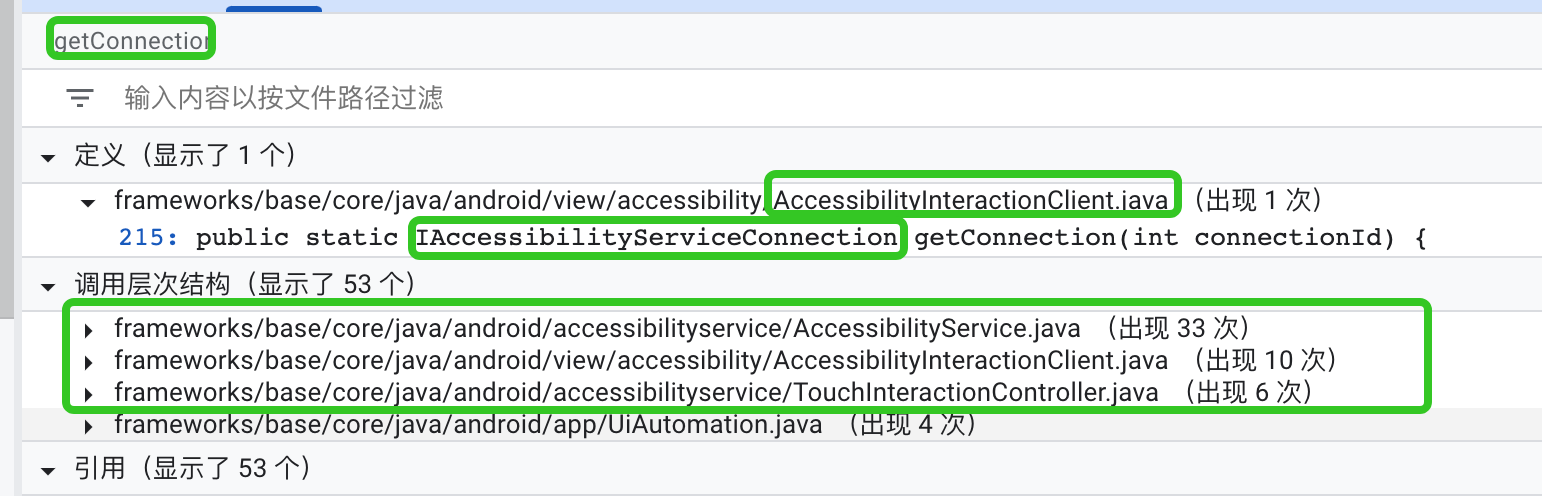 getConnection
输入内容以按文件路径过滤
定义（显示了 1 个）
frameworks/base/core/java/android/view/accessibility/AccessibilityInteractionClient.java （出现 1 次）
215: public static IAccessibilityServiceConnection getConnection(int connectionId) {
调用层次结构（显示了 53 个）
frameworks/base/core/java/android/accessibilityservice/AccessibilityService.java （出现 33 次）
frameworks/base/core/java/android/view/accessibility/AccessibilityInteractionClient.java （出现 10 次）
frameworks/base/core/java/android/accessibilityservice/TouchInteractionController.java （出现 6 次）
frameworks/base/core/java/android/app/UiAutomation.java （出现 4 次）
引用（显示了 53 个）